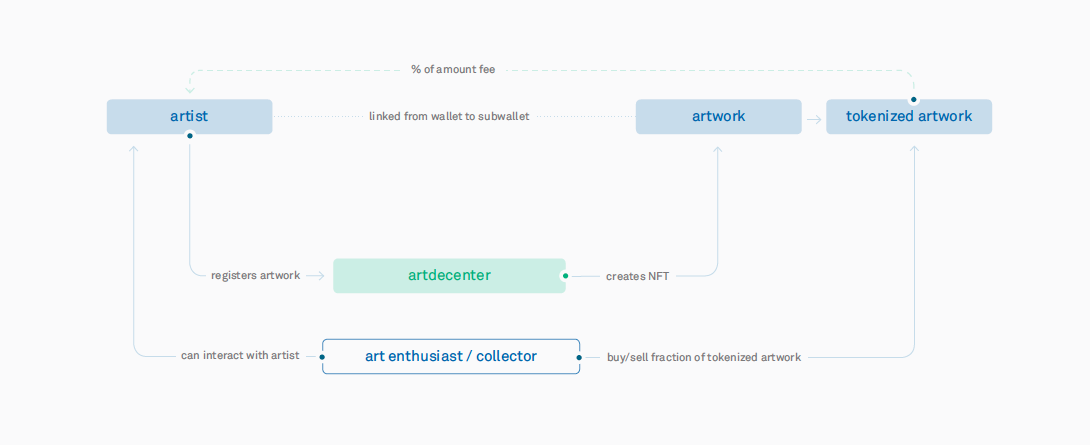 % of amount fee
artist
linked from wallet to subwallet
artwork
tokenized artwork
registers artwork
artdecenter
creates NFT
can interact with artist
art enthusiast / collector
buy/sell fraction of tokenized artwork